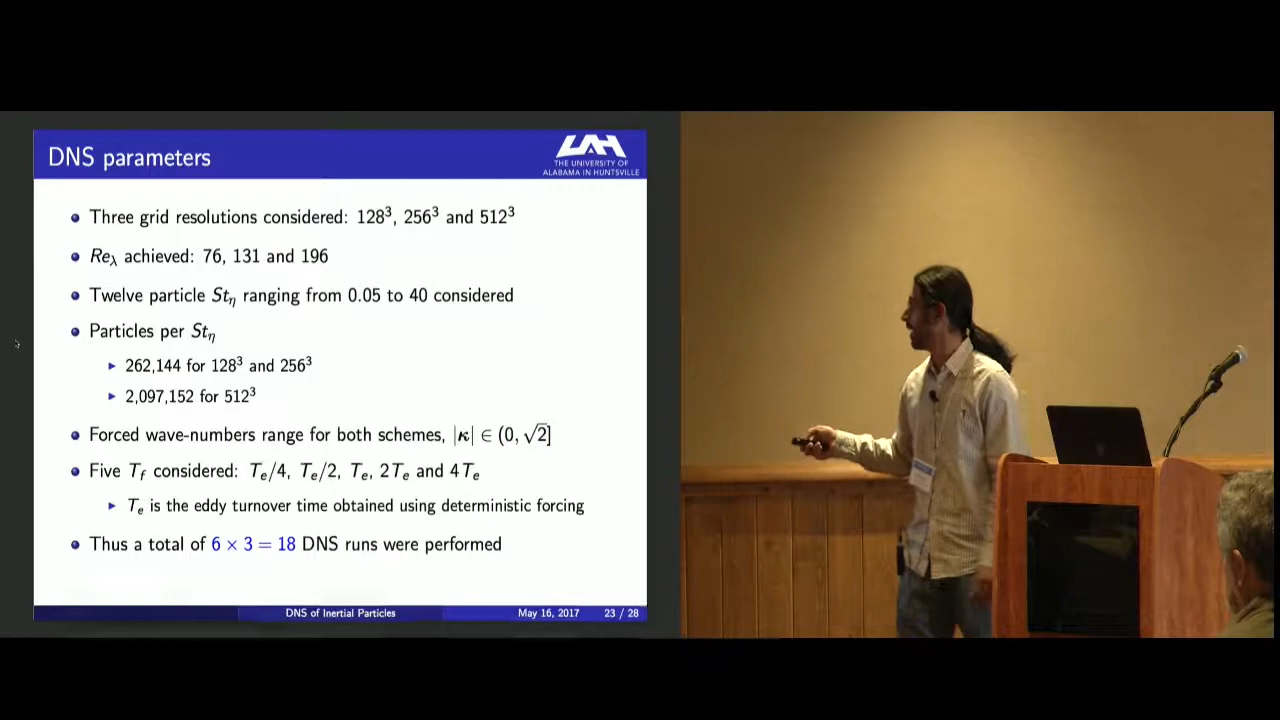 DNS parameters
UAH
THE UNIVERSITY OF
ALABAMA IN HUNTSVILLE
Three grid resolutions considered: 128³, 256³ and 512³
Re_λ achieved: 76, 131 and 196
Twelve particle St_η ranging from 0.05 to 40 considered
Particles per St_η
262,144 for 128³ and 256³
2,097,152 for 512³
Forced wave-numbers range for both schemes, |κ| ∈ (0, √2]
Five T_f considered: T_e/4, T_e/2, T_e, 2T_e and 4T_e
T_e is the eddy turnover time obtained using deterministic forcing
Thus a total of 6 × 3 = 18 DNS runs were performed
DNS of Inertial Particles
May 16, 2017
23 / 28